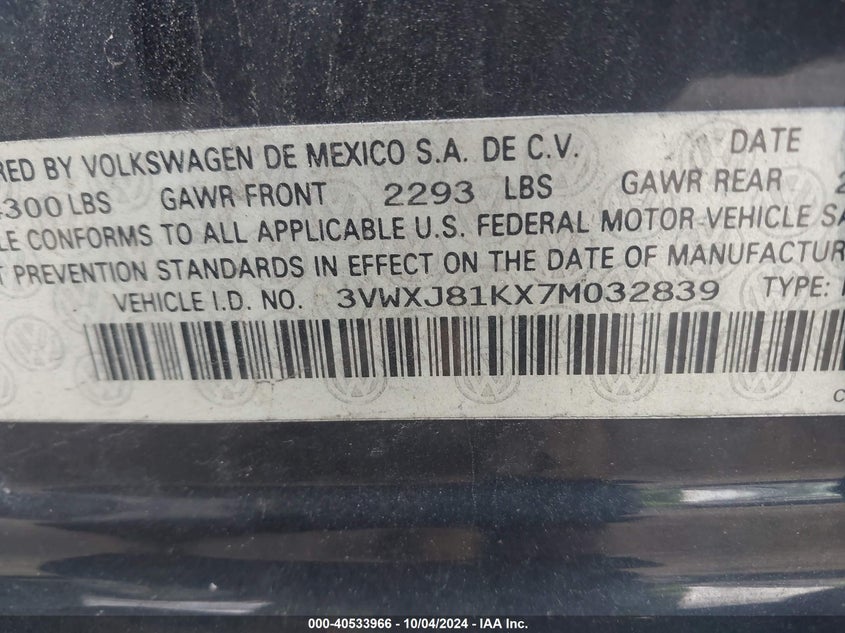 RED BY VOLKSWAGEN DE MEXICO S.A. DE C.V. DATE
300 LBS GAWR FRONT 2293 LBS GAWR REAR 2
LE CONFORMS TO ALL APPLICABLE U.S. FEDERAL MOTOR VEHICLE SA
T PREVENTION STANDARDS IN EFFECT ON THE DATE OF MANUFACTUR
VEHICLE I.D. NO. 3VWXJ81KX7M032839 TYPE:
C
000-40533966 - 10/04/2024 - IAA Inc.